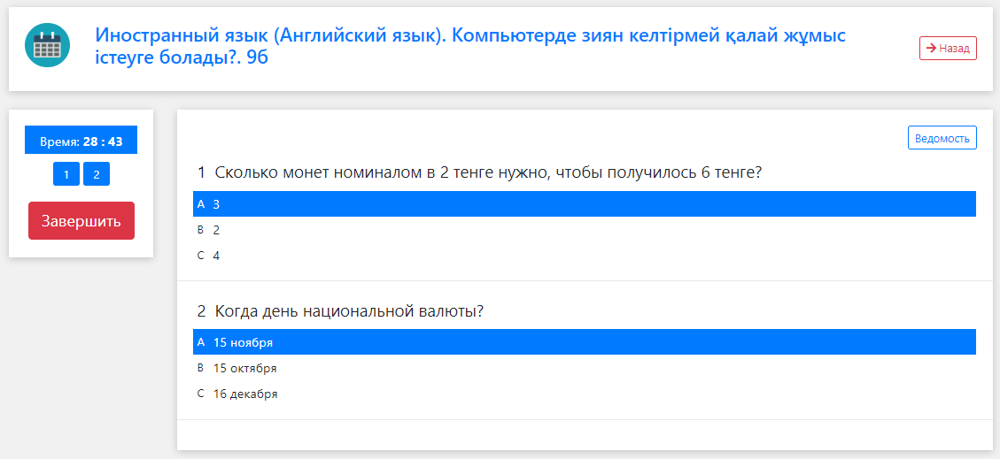 Иностранный язык (Английский язык). Компьютерде зиян келтірмей қалай жұмыс
істеуге болады?. 9б
Назад
Время: 28 : 43
1 2
Завершить
Ведомость
1 Сколько монет номиналом в 2 тенге нужно, чтобы получилось 6 тенге?
A 3
B 2
C 4
2 Когда день национальной валюты?
A 15 ноября
B 15 октября
C 16 декабря